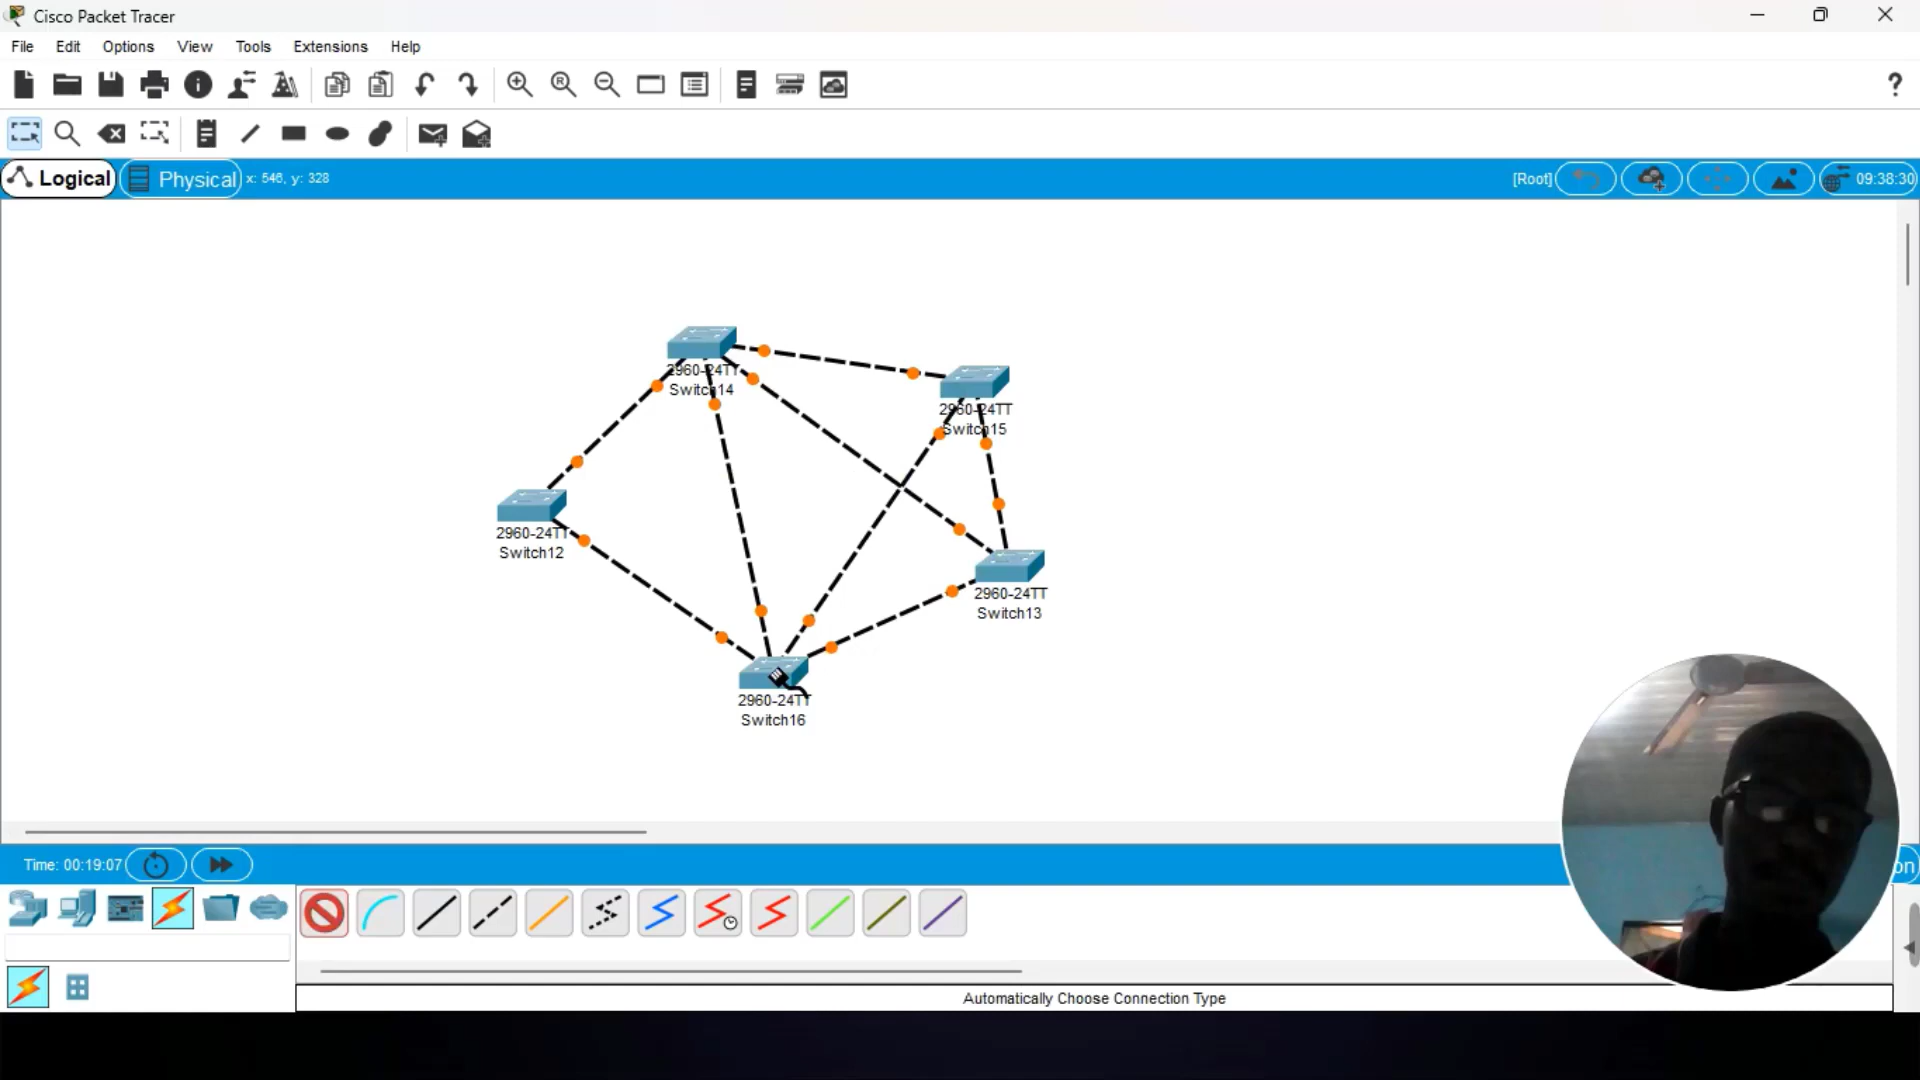 Cisco Packet Tracer
File Edit Options View Tools Extensions Help
?
Logical Physical x: 546, y: 328 [Root] 09:38:30
2960-24TT
Switch14
2960-24TT
Switch15
2960-24TT
Switch12
2960-24TT
Switch13
2960-24TT
Switch16
Time: 00:19:07
on
Automatically Choose Connection Type